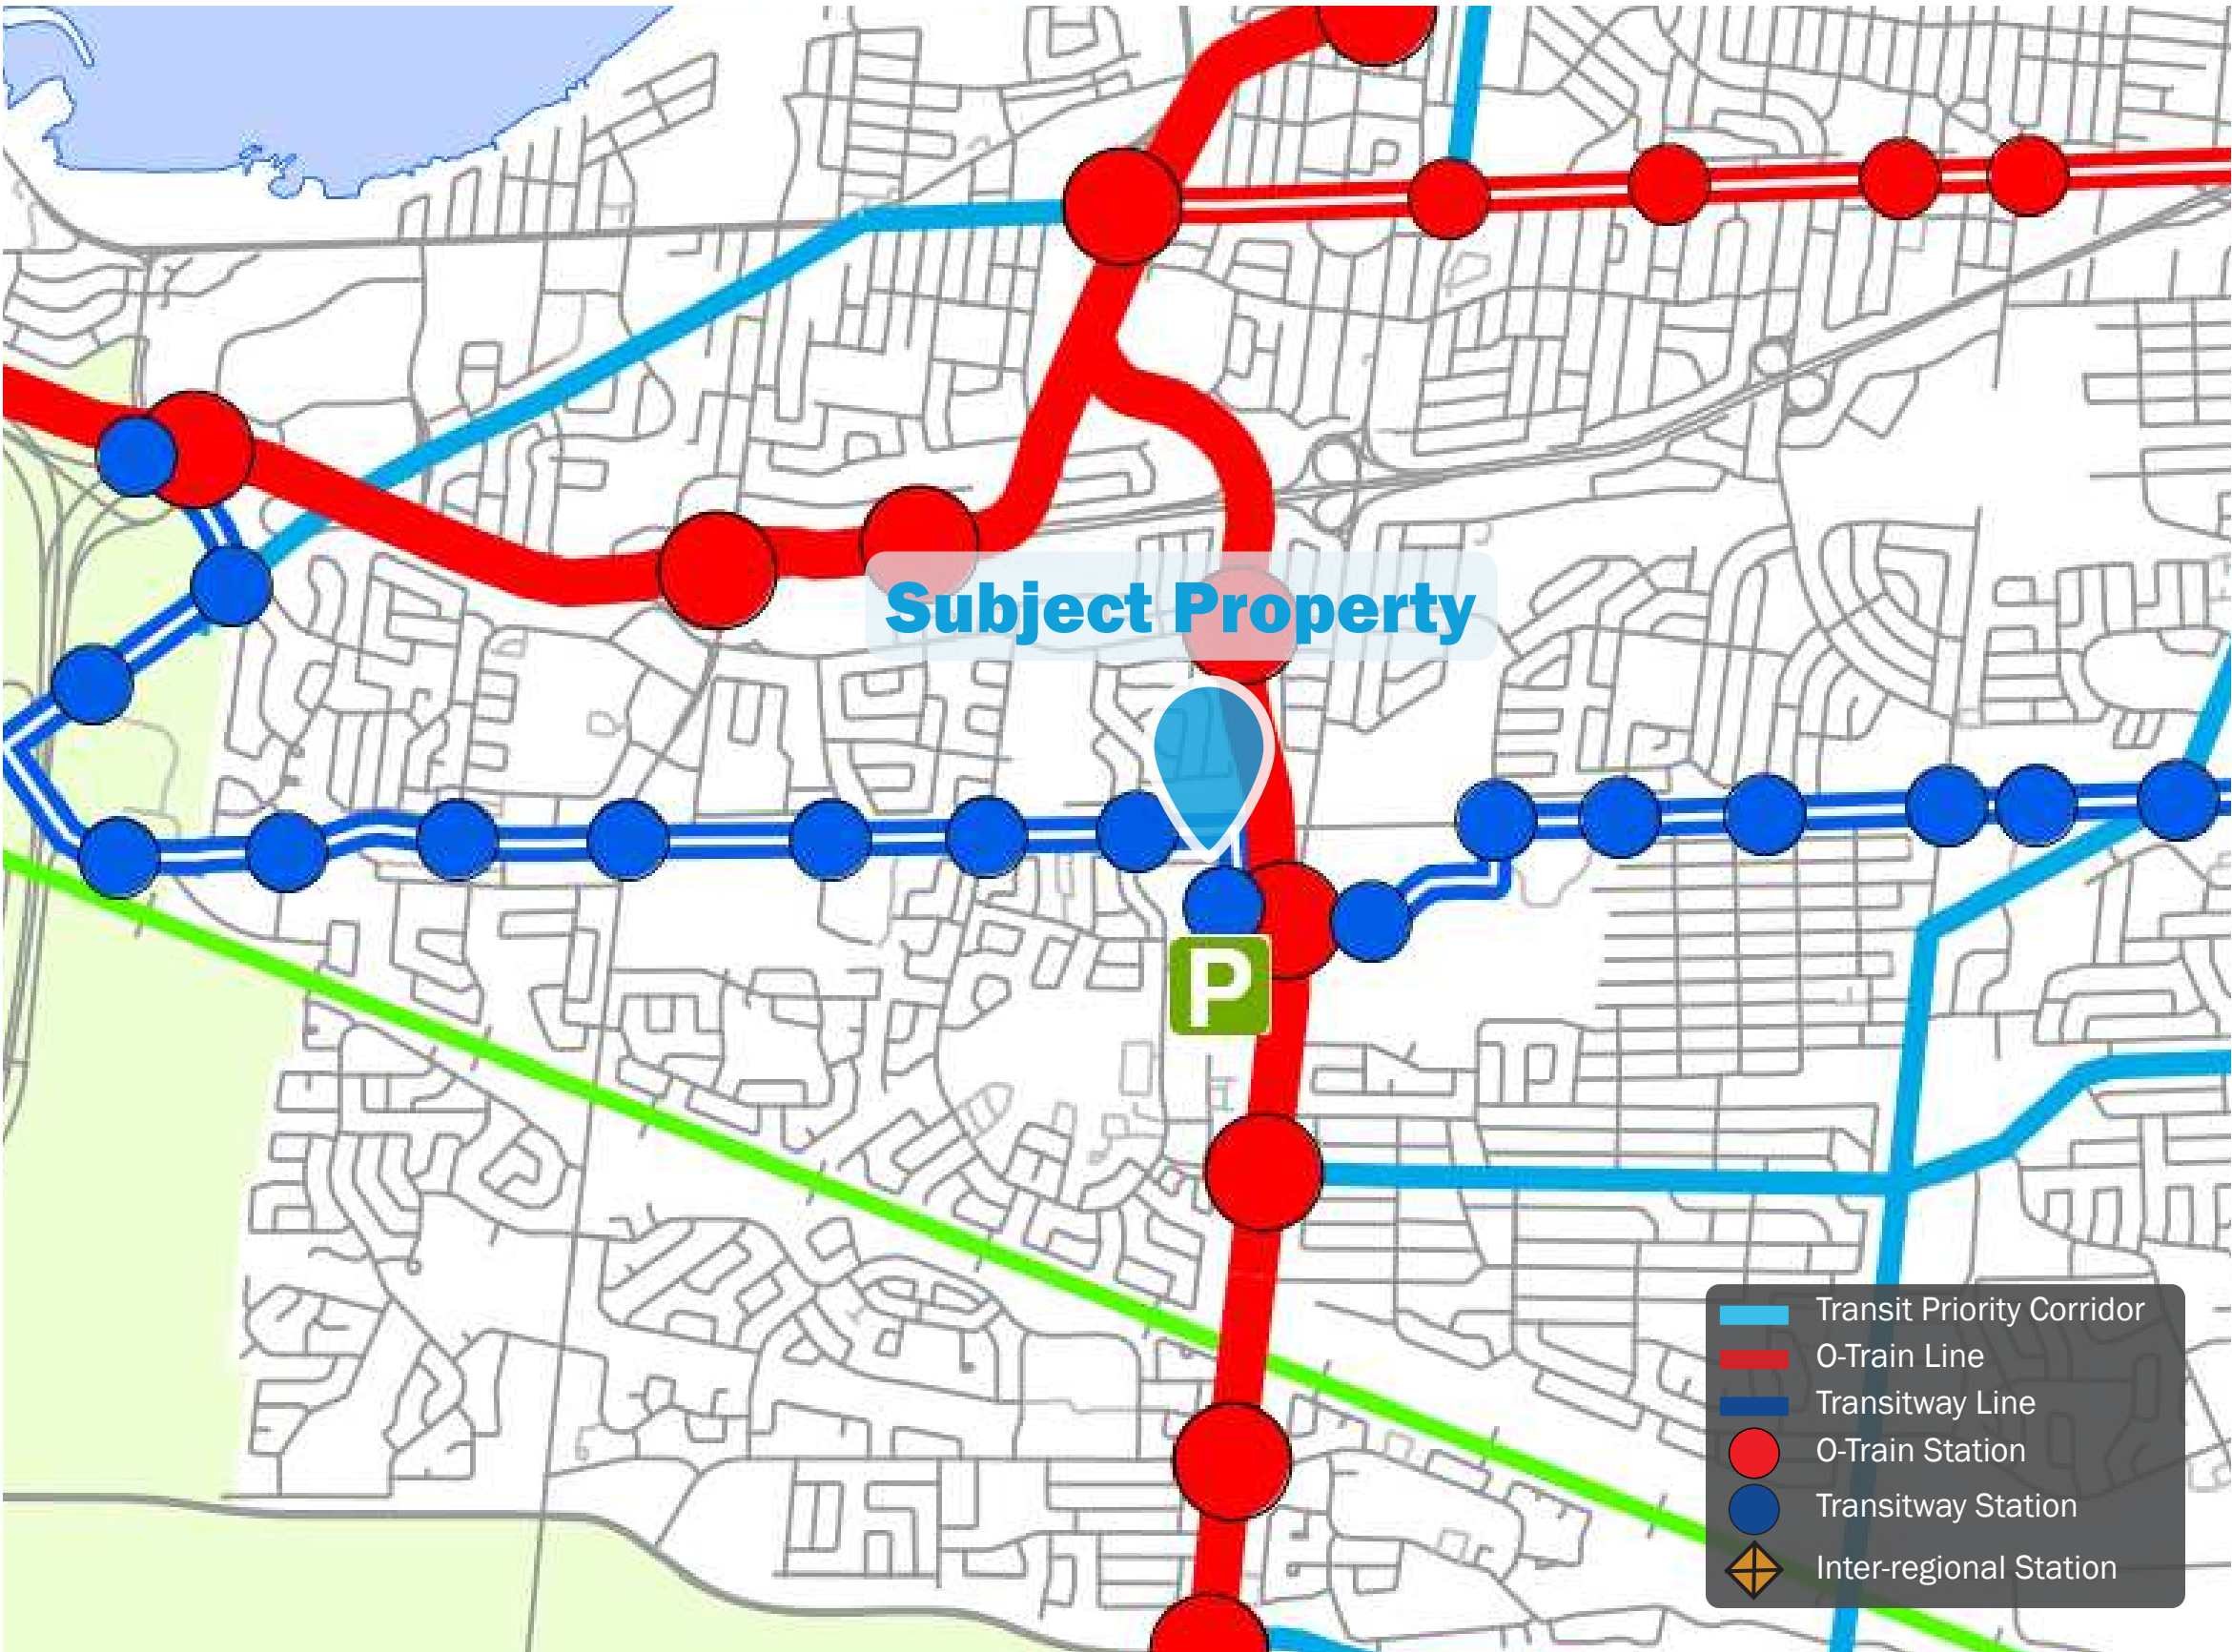 Subject Property
P
Transit Priority Corridor
O-Train Line
Transitway Line
O-Train Station
Transitway Station
Inter-regional Station